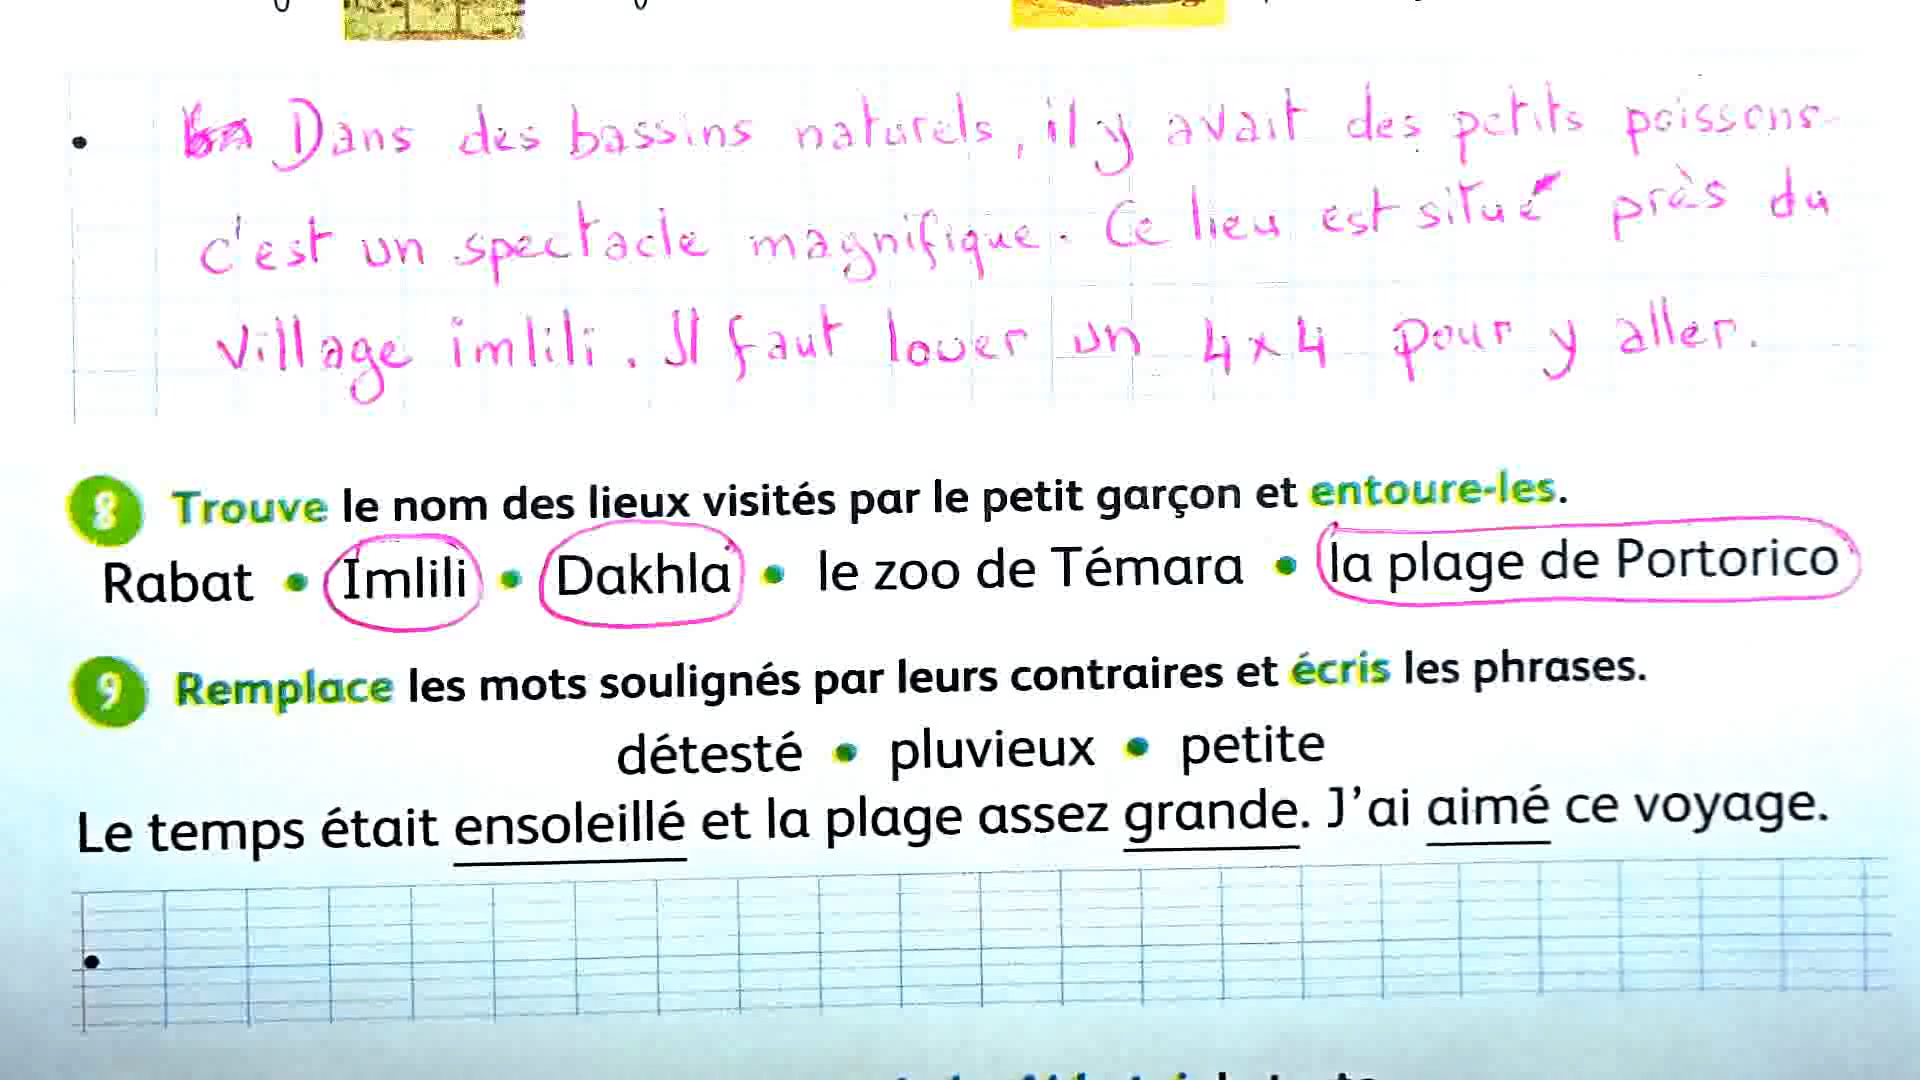 Dans des bassins naturels, il y avait des petits poissons
c'est un spectacle magnifique. Ce lieu est situé près du
village imlili. Il faut louer un 4x4 pour y aller.
8 Trouve le nom des lieux visités par le petit garçon et entoure-les.
Rabat • Imlili • Dakhla • le zoo de Témara • la plage de Portorico
9 Remplace les mots soulignés par leurs contraires et écris les phrases.
détesté • pluvieux • petite
Le temps était ensoleillé et la plage assez grande. J'ai aimé ce voyage.